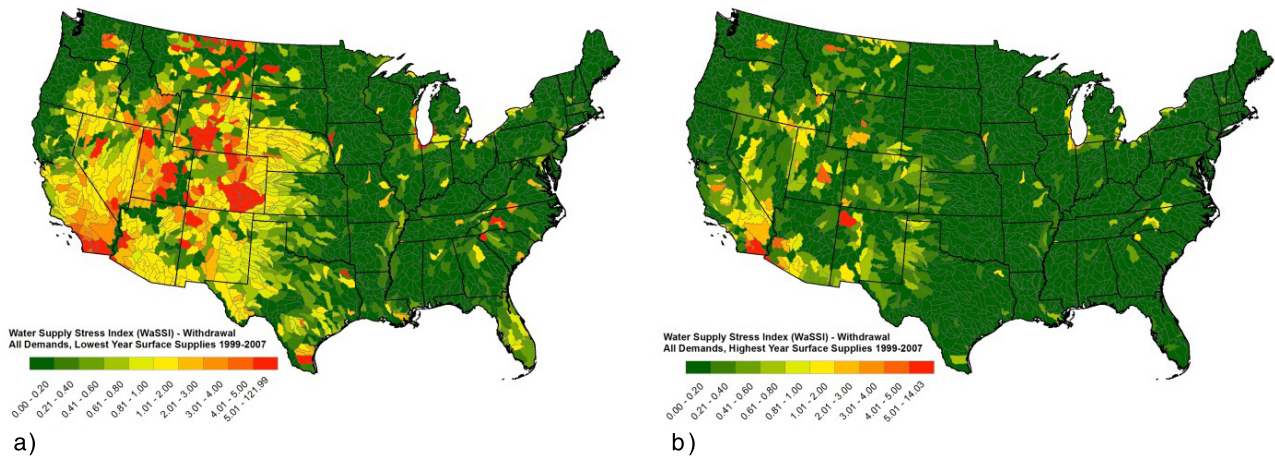 Water Supply Stress Index (WaSSI) - Withdrawal
All Demands, Lowest Year Surface Supplies 1999-2007
0.00 - 0.20
0.21 - 0.40
0.41 - 0.60
0.61 - 0.80
0.81 - 1.00
1.01 - 2.00
2.01 - 3.00
3.01 - 4.00
4.01 - 5.00
5.01 - 121.99
a)
Water Supply Stress Index (WaSSI) - Withdrawal
All Demands, Highest Year Surface Supplies 1999-2007
0.00 - 0.20
0.21 - 0.40
0.41 - 0.60
0.61 - 0.80
0.81 - 1.00
1.01 - 2.00
2.01 - 3.00
3.01 - 4.00
4.01 - 5.00
5.01 - 14.03
b)